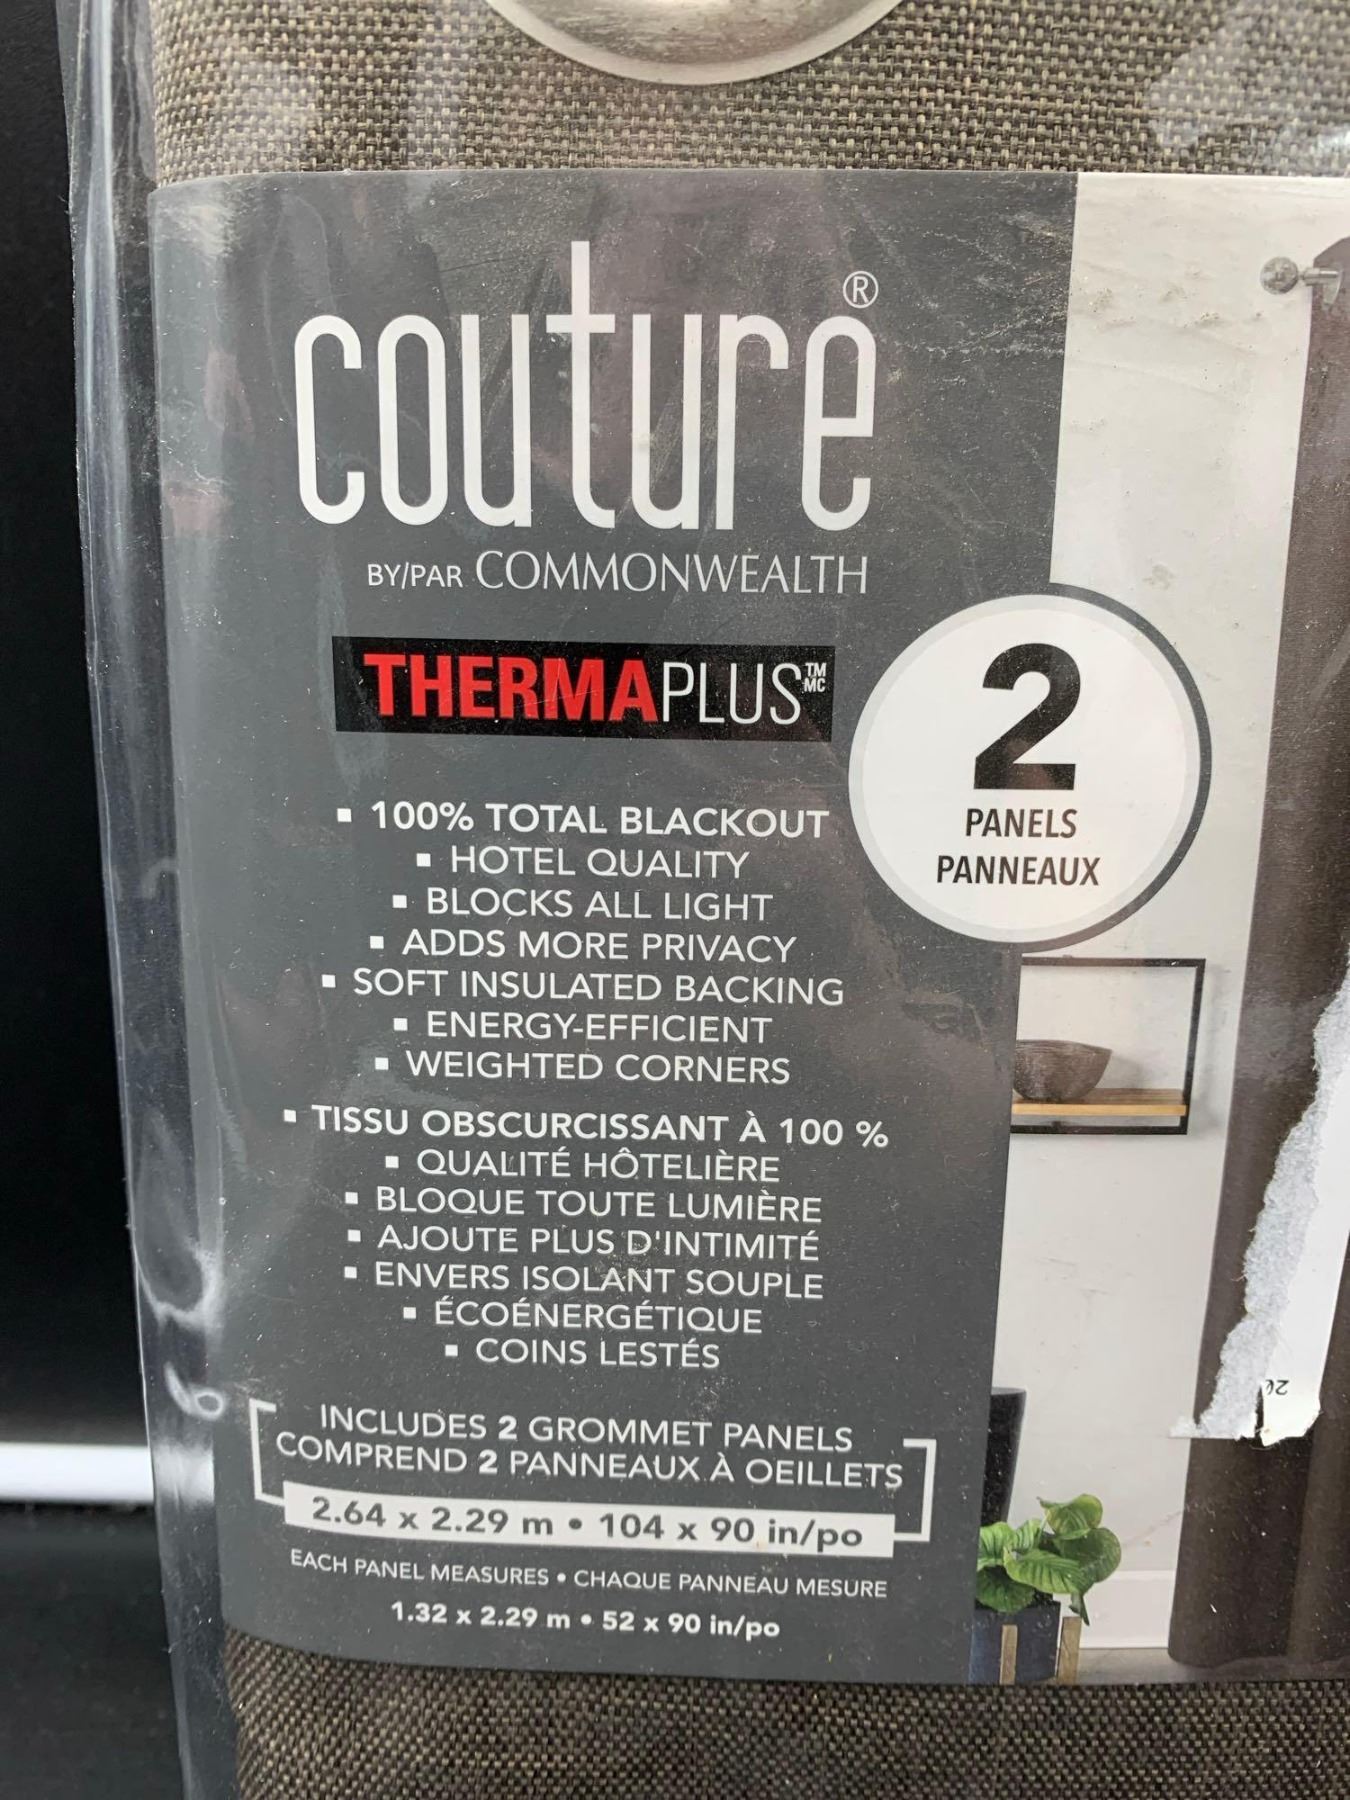 couture®
BY/PAR COMMONWEALTH
THERMAPLUS™ MC
2
PANELS
PANNEAUX
▪ 100% TOTAL BLACKOUT
▪ HOTEL QUALITY
▪ BLOCKS ALL LIGHT
▪ ADDS MORE PRIVACY
▪ SOFT INSULATED BACKING
▪ ENERGY-EFFICIENT
▪ WEIGHTED CORNERS
▪ TISSU OBSCURCISSANT À 100 %
▪ QUALITÉ HÔTELIÈRE
▪ BLOQUE TOUTE LUMIÈRE
▪ AJOUTE PLUS D'INTIMITÉ
▪ ENVERS ISOLANT SOUPLE
▪ ÉCOÉNERGÉTIQUE
▪ COINS LESTÉS
INCLUDES 2 GROMMET PANELS
COMPREND 2 PANNEAUX À OEILLETS
2.64 x 2.29 m • 104 x 90 in/po
EACH PANEL MEASURES • CHAQUE PANNEAU MESURE
1.32 x 2.29 m • 52 x 90 in/po